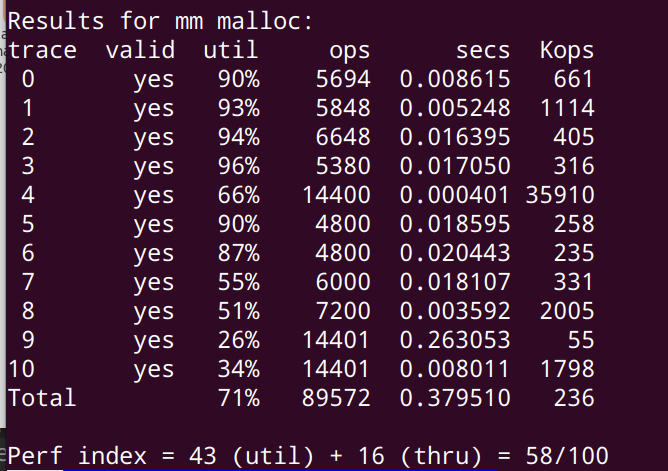 Results for mm malloc:
trace  valid  util     ops      secs  Kops
 0       yes   90%    5694  0.008615   661
 1       yes   93%    5848  0.005248  1114
 2       yes   94%    6648  0.016395   405
 3       yes   96%    5380  0.017050   316
 4       yes   66%   14400  0.000401 35910
 5       yes   90%    4800  0.018595   258
 6       yes   87%    4800  0.020443   235
 7       yes   55%    6000  0.018107   331
 8       yes   51%    7200  0.003592  2005
 9       yes   26%   14401  0.263053    55
10       yes   34%   14401  0.008011  1798
Total          71%   89572  0.379510   236
Perf index = 43 (util) + 16 (thru) = 58/100